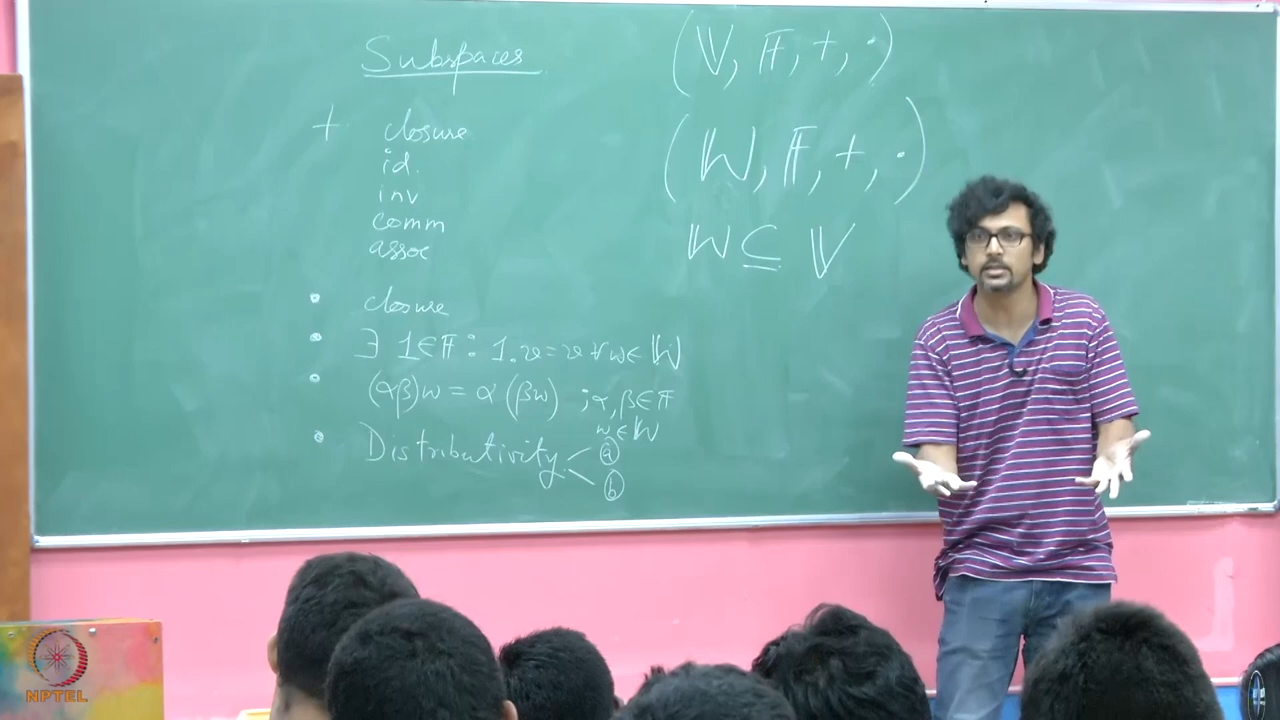 Subspaces
+ closure
id.
inv
comm
assoc
• closure
• ∃ 1 ∈ 𝔽 : 1.w = w ∀ w ∈ 𝕎
• (αβ)w = α(βw) ; α, β ∈ 𝔽
w ∈ 𝕎
• Distributivity ⓐ
ⓑ
(𝕍, 𝔽, +, ·)
(𝕎, 𝔽, +, ·)
𝕎 ⊆ 𝕍
NPTEL